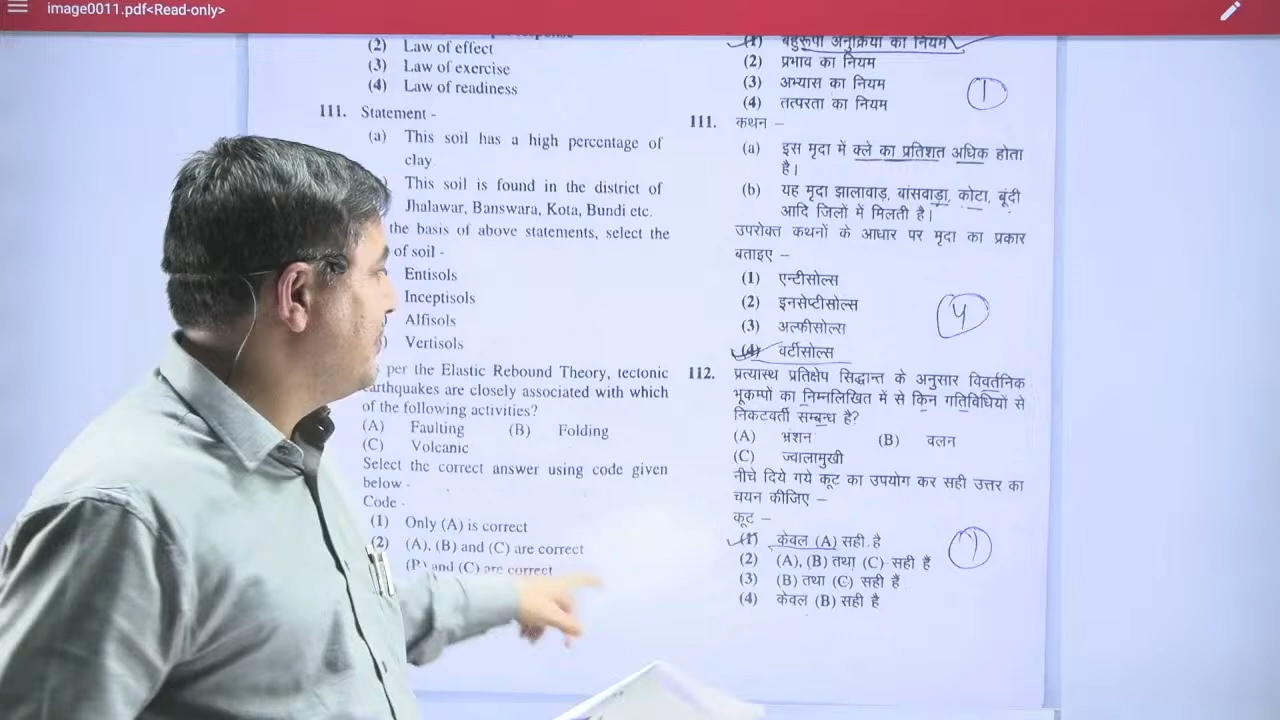 image0011.pdf<Read-only>
(2) Law of effect
(3) Law of exercise
(4) Law of readiness
111. Statement -
(a) This soil has a high percentage of
clay
This soil is found in the district of
Jhalawar, Banswara, Kota, Bundi etc.
the basis of above statements, select the
of soil -
Entisols
Inceptisols
Alfisols
Vertisols
per the Elastic Rebound Theory, tectonic
earthquakes are closely associated with which
of the following activities?
(A) Faulting (B) Folding
(C) Volcanic
Select the correct answer using code given
below -
Code -
(1) Only (A) is correct
(2) (A), (B) and (C) are correct
(B) and (C) are correct
(1) बहुरूपा अनुक्रिया का नियम
(2) प्रभाव का नियम
(3) अभ्यास का नियम
(4) तत्परता का नियम
1
111. कथन –
(a) इस मृदा में क्ले का प्रतिशत अधिक होता
है।
(b) यह मृदा झालावाड़, बांसवाड़ा, कोटा, बूंदी
आदि जिलों में मिलती है।
उपरोक्त कथनों के आधार पर मृदा का प्रकार
बताइए –
(1) एन्टीसोल्स
(2) इनसेप्टीसोल्स
(3) अल्फीसोल्स
(4) वर्टीसोल्स
4
112. प्रत्यास्थ प्रतिक्षेप सिद्धान्त के अनुसार विवर्तनिक
भूकम्पों का निम्नलिखित में से किन गतिविधियों से
निकटवर्ती सम्बन्ध है?
(A) भ्रंशन (B) वलन
(C) ज्वालामुखी
नीचे दिये गये कूट का उपयोग कर सही उत्तर का
चयन कीजिए –
कूट –
(1) केवल (A) सही है
(2) (A), (B) तथा (C) सही हैं
(3) (B) तथा (C) सही हैं
(4) केवल (B) सही है
1